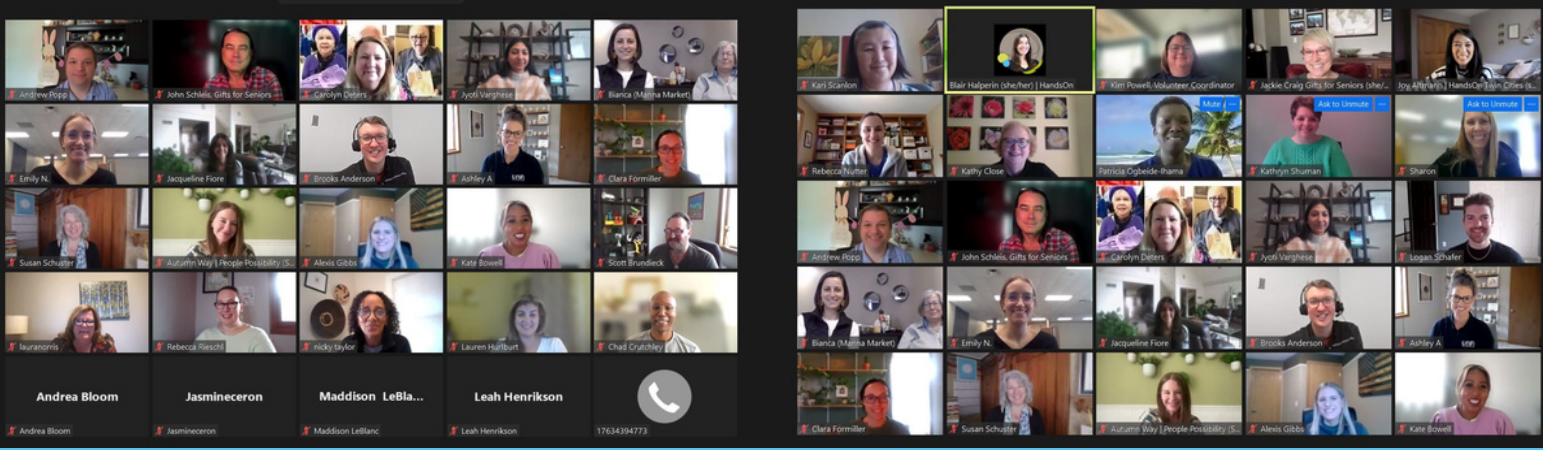 Andrew Popp
John Schleis, Gifts for Seniors
Carolyn Deters
Jyoti Varghese
Bianca (Manna Market)
Emily N.
Jacqueline Fiore
Brooks Anderson
Ashley A
Clara Formiller
Susan Schuster
Autumn Way | People Possibility (S...
Alexis Gibbs
Kate Bowell
Scott Brundieck
lauranorris
Rebecca Rieschl
nicky taylor
Lauren Hurlburt
Chad Crutchley
Andrea Bloom
Jasmineceron
Maddison LeBla...
Leah Henrikson
Andrea Bloom
Jasmineceron
Maddison LeBlanc
Leah Henrikson
17634394773
Kari Scanlon
Blair Halperin (she/her) | HandsOn
Kim Powell, Volunteer Coordinator
Jackie Craig Gifts for Seniors (she/...
Joy Altmann | HandsOn Twin Cities (s...
Mute
Ask to Unmute
Ask to Unmute
Rebecca Nutter
Kathy Close
Patricia Ogbeide-Ihama
Kathryn Shuman
Sharon
Andrew Popp
John Schleis, Gifts for Seniors
Carolyn Deters
Jyoti Varghese
Logan Schafer
Bianca (Manna Market)
Emily N.
Jacqueline Fiore
Brooks Anderson
Ashley A
Clara Formiller
Susan Schuster
Autumn Way | People Possibility (S...
Alexis Gibbs
Kate Bowell